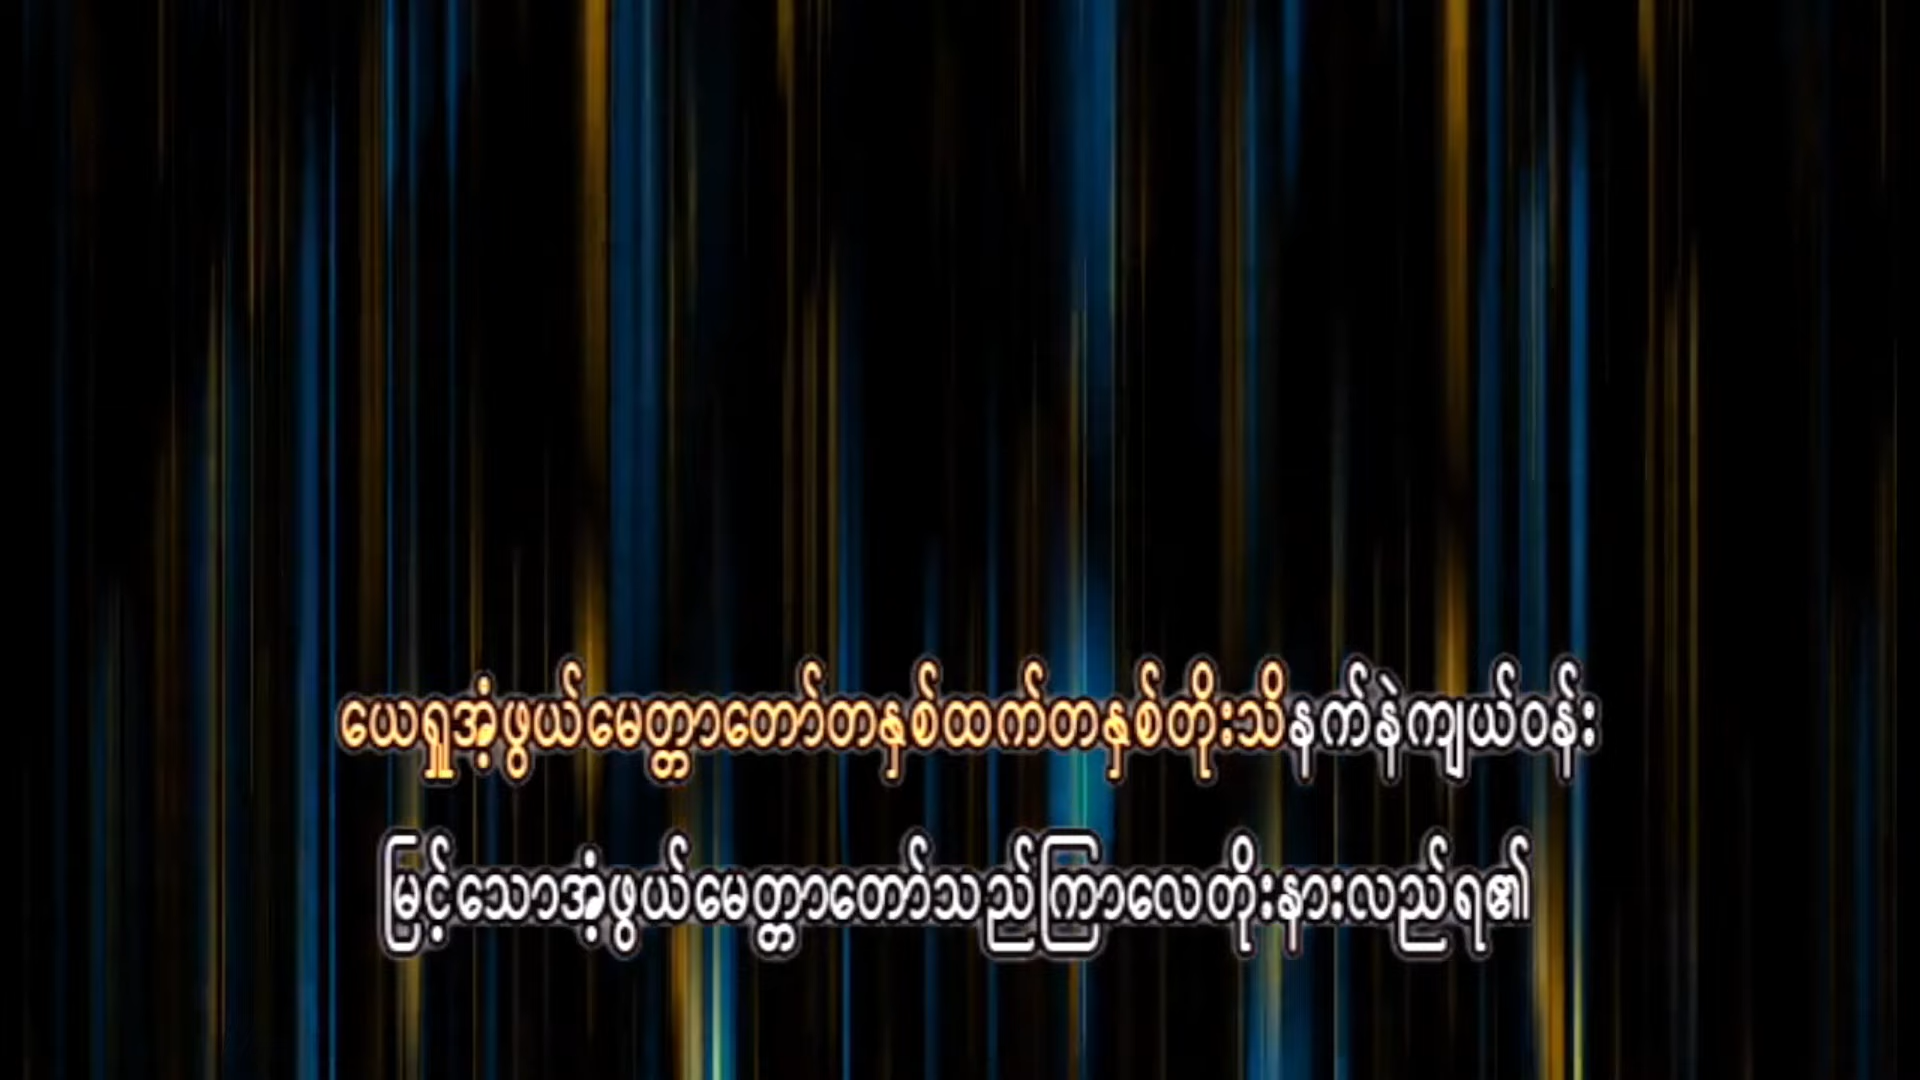 ယေရှုအံ့ဖွယ်မေတ္တာတော်တနှစ်ထက်တနှစ်တိုးသိနက်နဲကျယ်ဝန်း
မြင့်သောအံ့ဖွယ်မေတ္တာတော်သည်ကြာလေတိုးနားလည်ရ၏